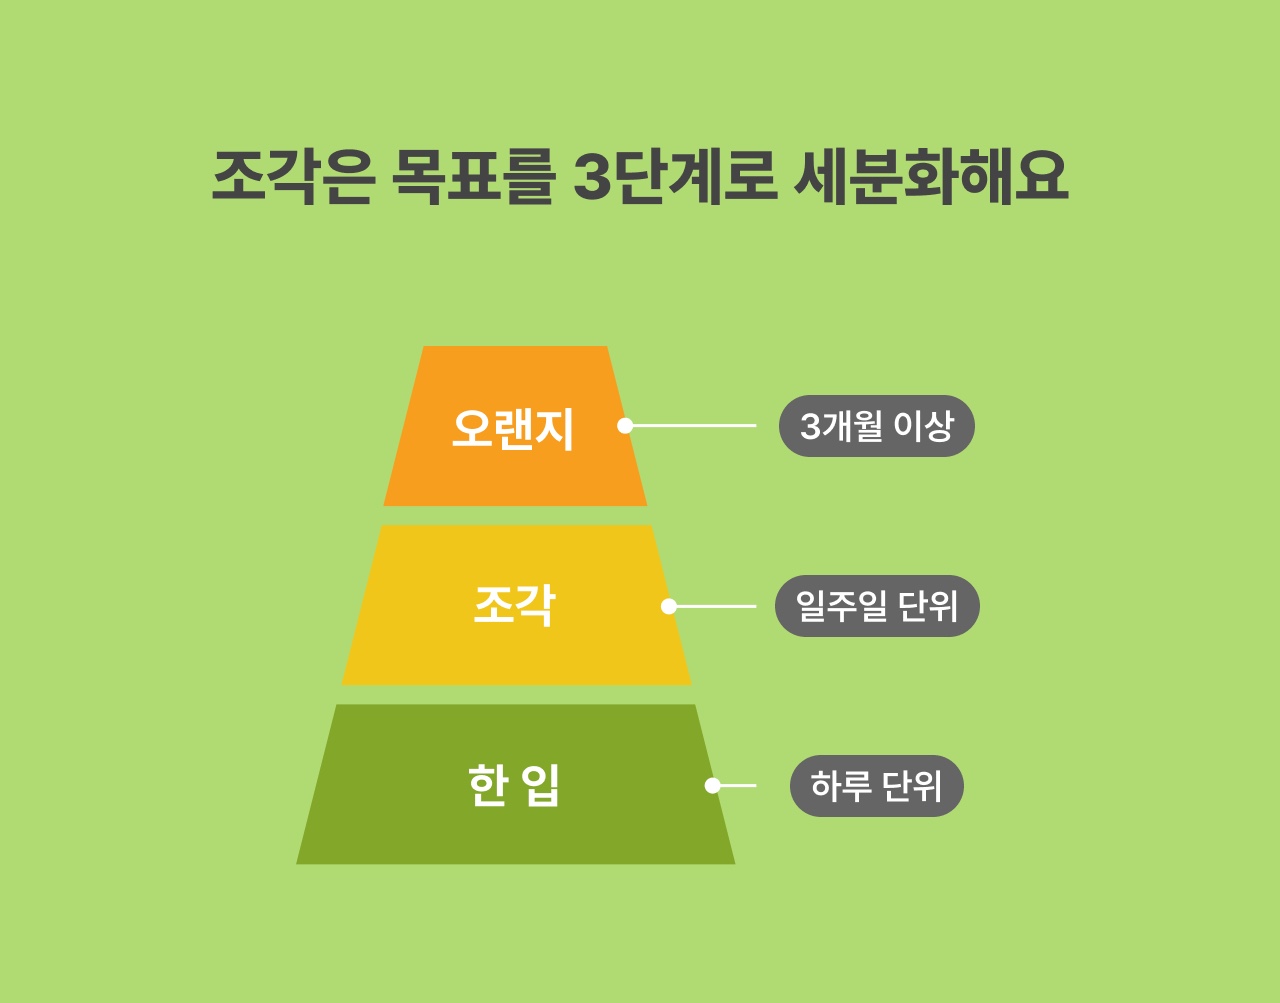 조각은 목표를 3단계로 세분화해요
오랜지
3개월 이상
조각
일주일 단위
한 입
하루 단위